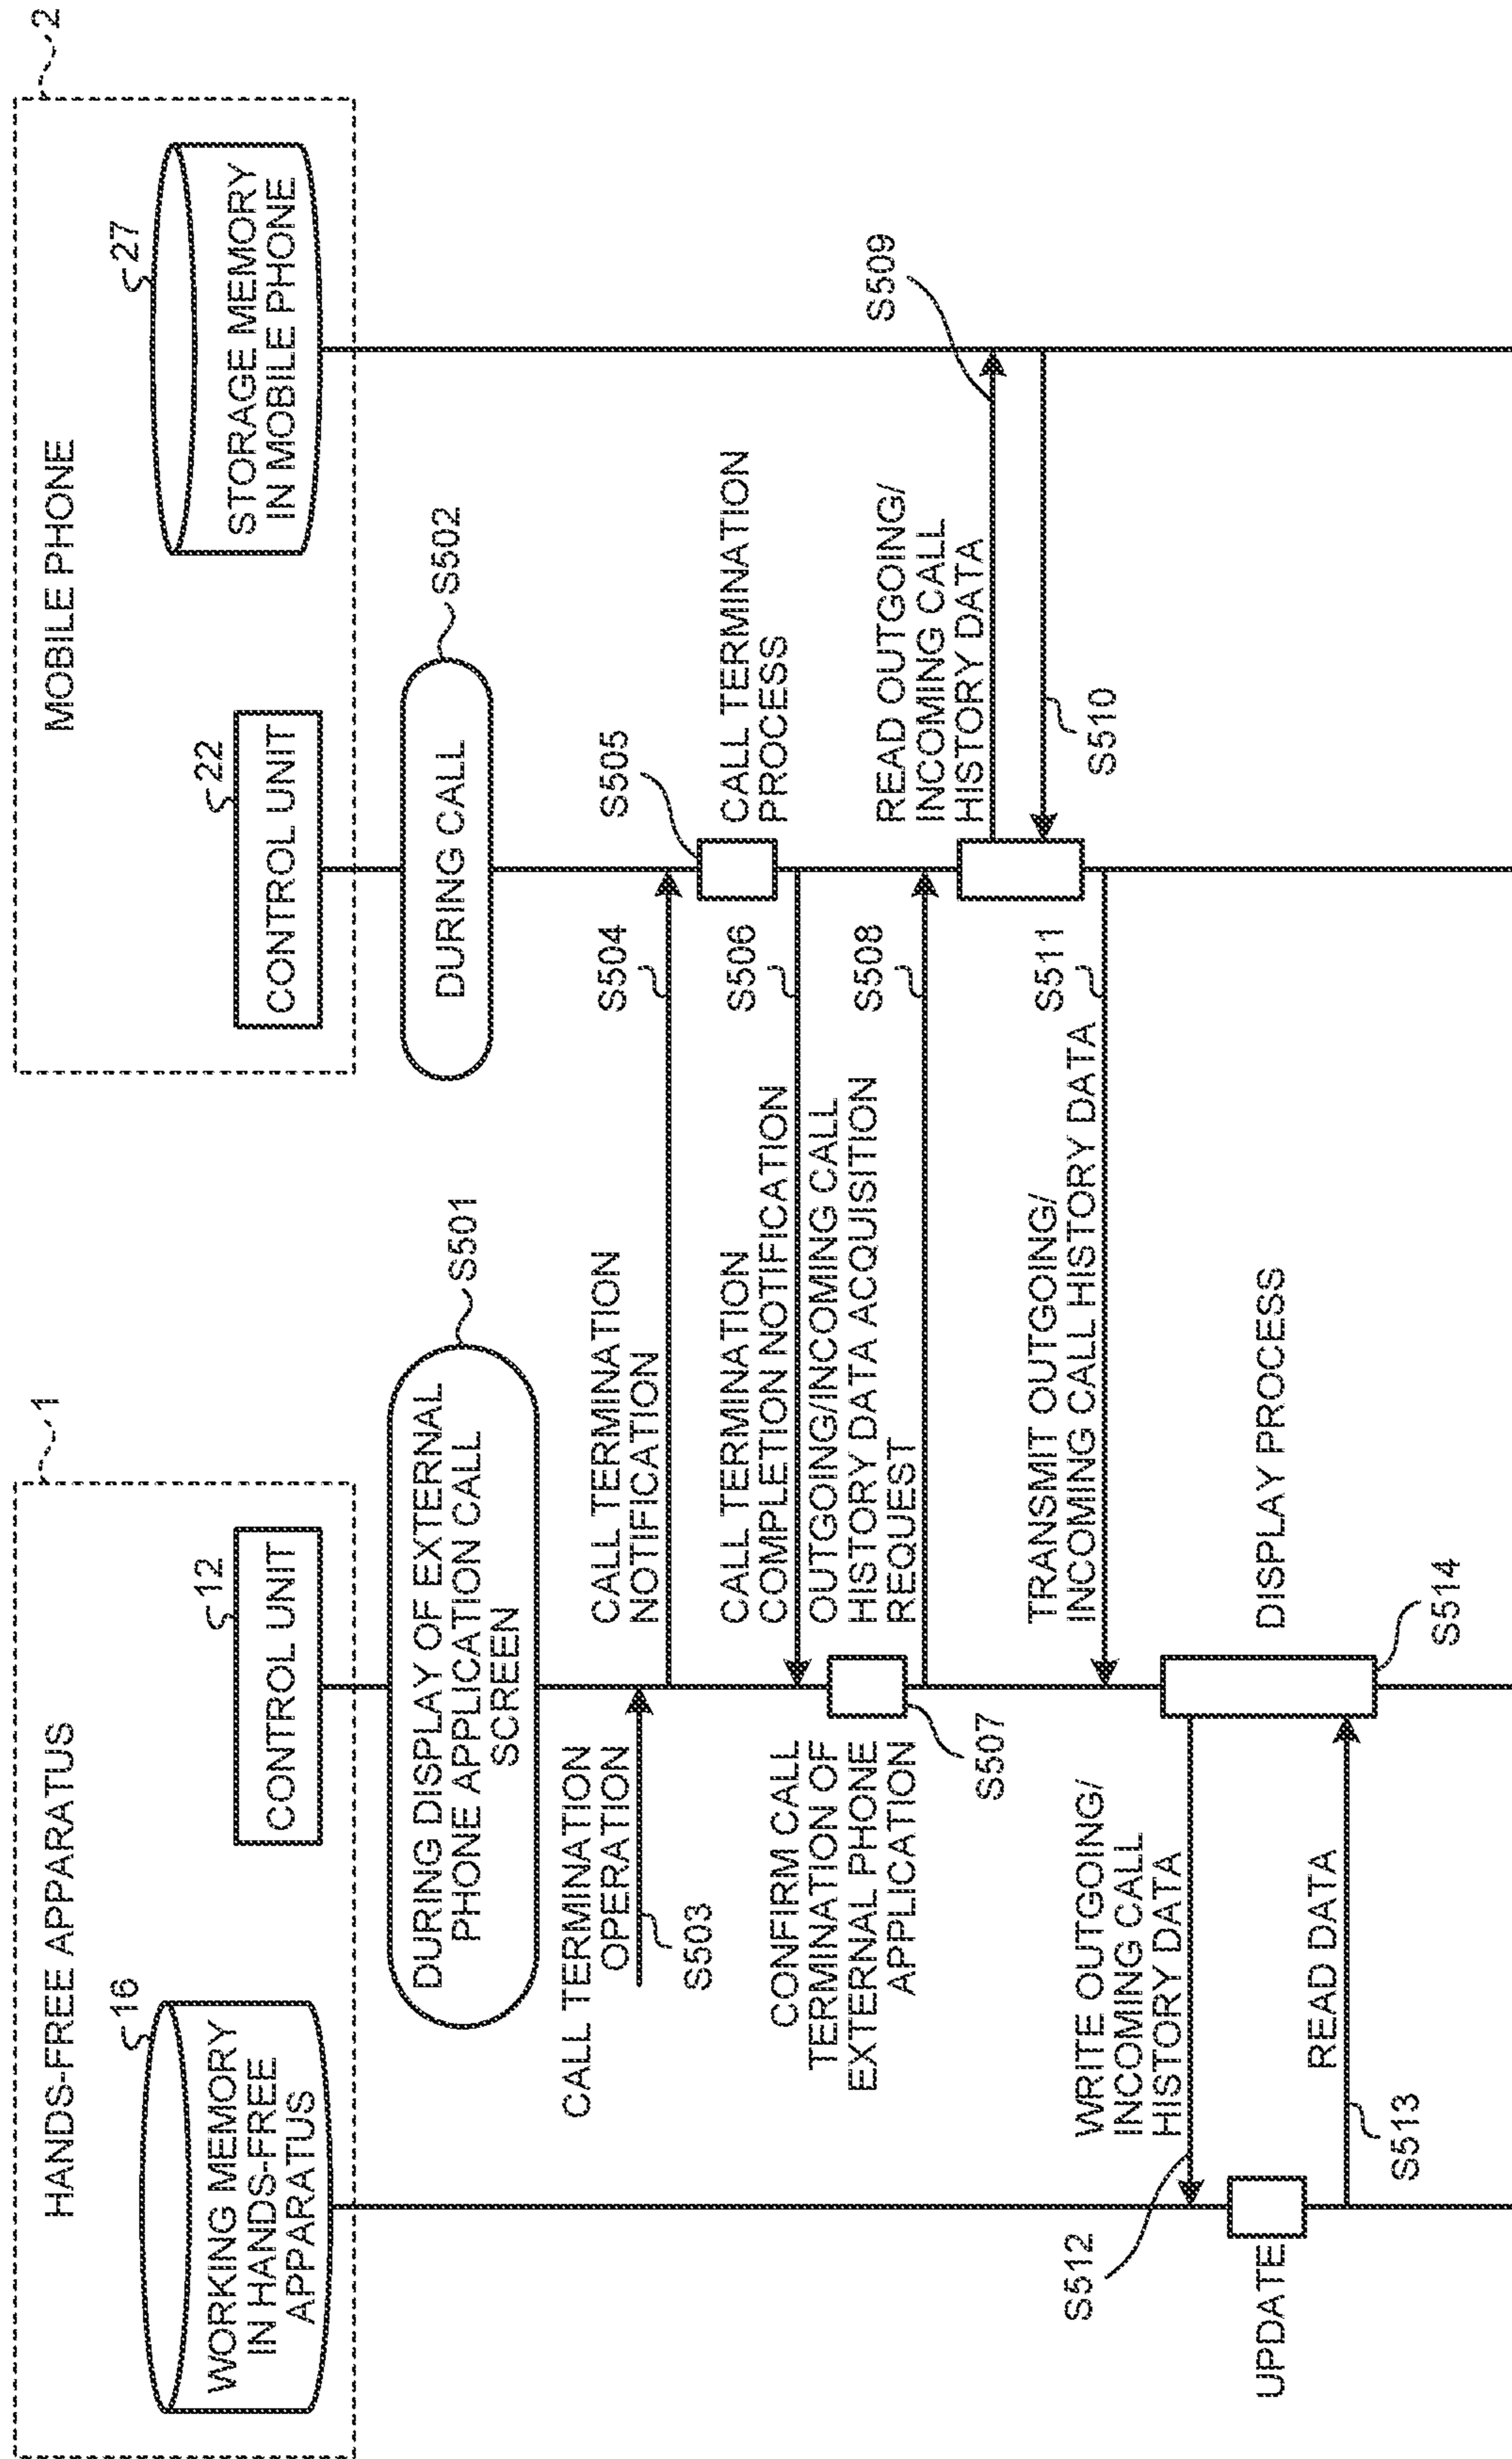 HANDS-FREE APPARATUS
1
MOBILE PHONE
2
16
WORKING MEMORY
IN HANDS-FREE
APPARATUS
12
CONTROL UNIT
22
CONTROL UNIT
27
STORAGE MEMORY
IN MOBILE PHONE
DURING DISPLAY OF EXTERNAL
PHONE APPLICATION CALL
SCREEN
S501
DURING CALL
S502
CALL TERMINATION
OPERATION
S503
CALL TERMINATION
NOTIFICATION
S504
S505
CALL TERMINATION
PROCESS
CALL TERMINATION
COMPLETION NOTIFICATION
S506
CONFIRM CALL
TERMINATION OF
EXTERNAL PHONE
APPLICATION
S507
OUTGOING/INCOMING CALL
HISTORY DATA ACQUISITION
REQUEST
S508
READ OUTGOING/
INCOMING CALL
HISTORY DATA
S509
S510
TRANSMIT OUTGOING/
INCOMING CALL HISTORY DATA
S511
WRITE OUTGOING/
INCOMING CALL
HISTORY DATA
S512
UPDATE
READ DATA
S513
DISPLAY PROCESS
S514